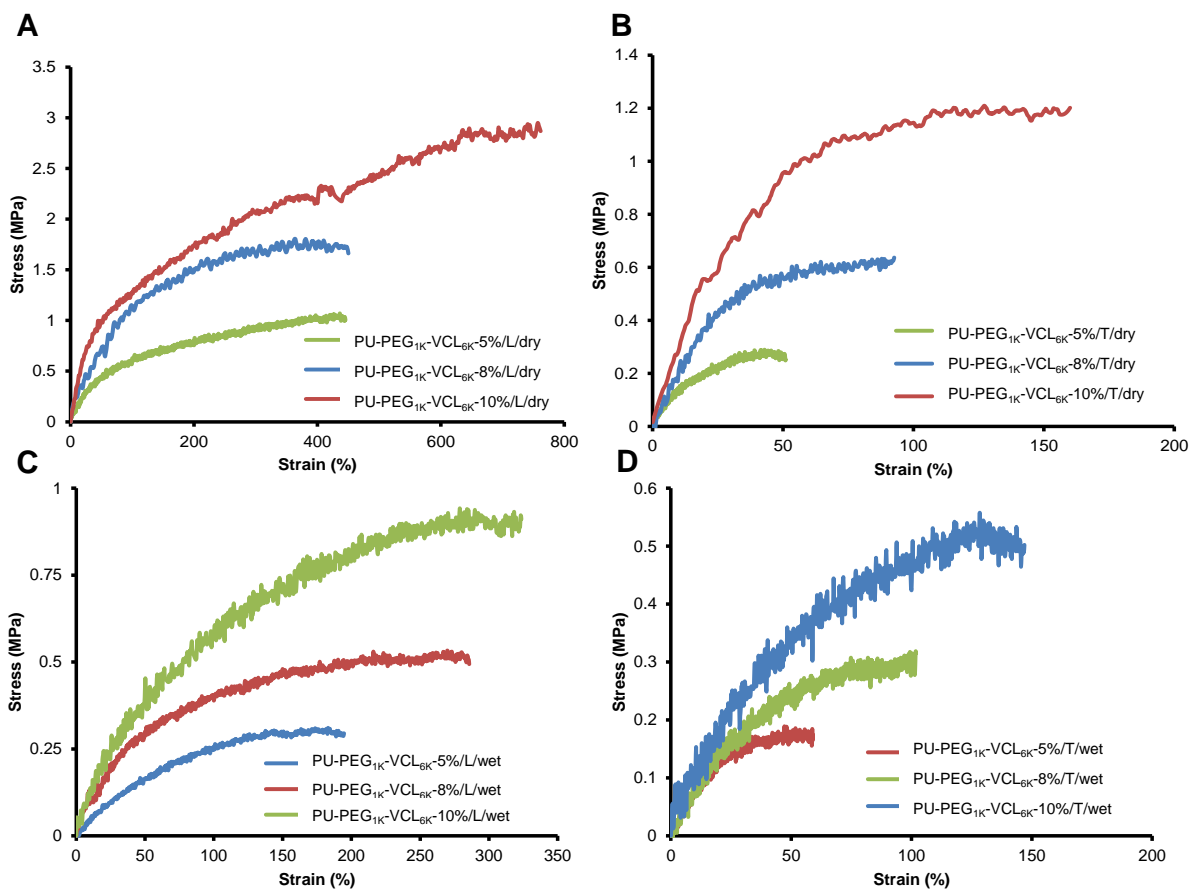 A
3.5
3
2.5
2
1.5
1
0.5
0
0
200
400
600
800
Stress (MPa)
Strain (%)
PU-PEG1K-VCL6K-5%/L/dry
PU-PEG1K-VCL6K-8%/L/dry
PU-PEG1K-VCL6K-10%/L/dry
B
1.4
1.2
1
0.8
0.6
0.4
0.2
0
0
50
100
150
200
Stress (MPa)
Strain (%)
PU-PEG1K-VCL6K-5%/T/dry
PU-PEG1K-VCL6K-8%/T/dry
PU-PEG1K-VCL6K-10%/T/dry
C
1
0.75
0.5
0.25
0
0
50
100
150
200
250
300
350
Stress (MPa)
Strain (%)
PU-PEG1K-VCL6K-5%/L/wet
PU-PEG1K-VCL6K-8%/L/wet
PU-PEG1K-VCL6K-10%/L/wet
D
0.6
0.5
0.4
0.3
0.2
0.1
0
0
50
100
150
200
Stress (MPa)
Strain (%)
PU-PEG1K-VCL6K-5%/T/wet
PU-PEG1K-VCL6K-8%/T/wet
PU-PEG1K-VCL6K-10%/T/wet